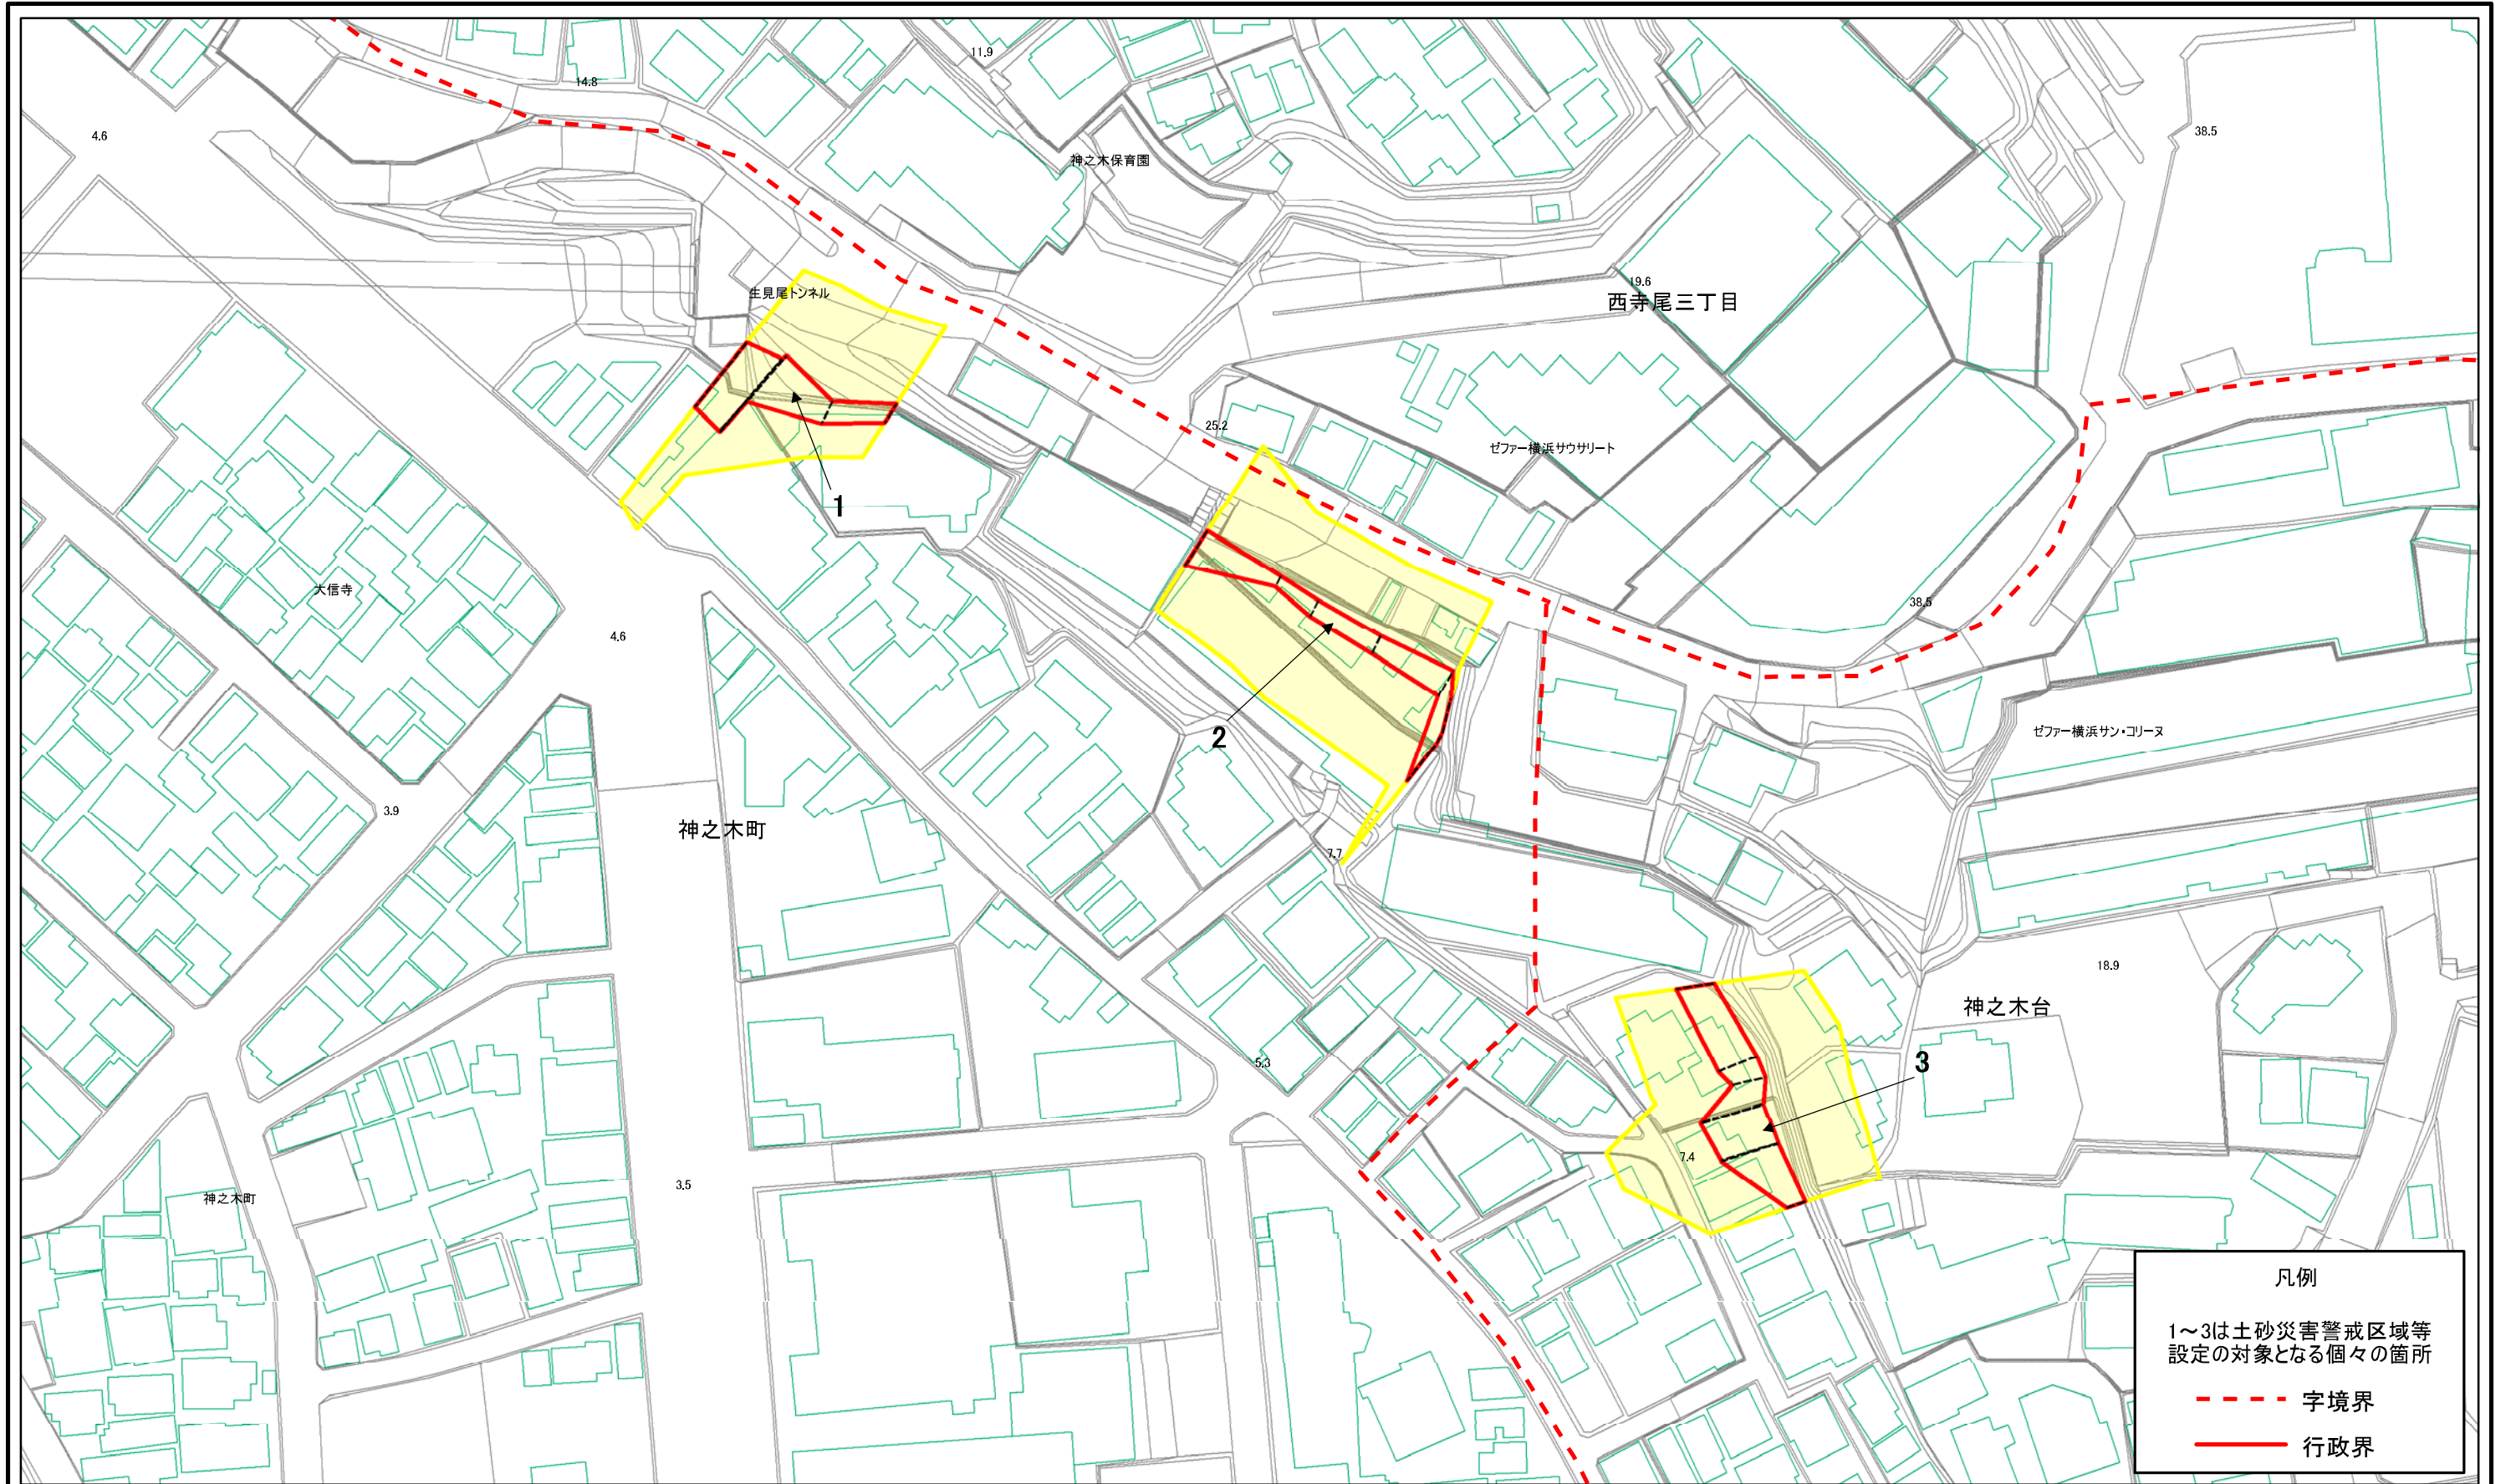 11.9
14.8
4.6
38.5
神之木保育園
19.6
生見尾トンネル
西寺尾三丁目
25.2
ゼファー横浜サウサリート
1
大信寺
38.5
4.6
2
ゼファー横浜サン・コリーヌ
3.9
神之木町
7.7
18.9
神之木台
5.3
3
7.4
3.5
神之木町
凡例
1～3は土砂災害警戒区域等
設定の対象となる個々の箇所
字境界
行政界